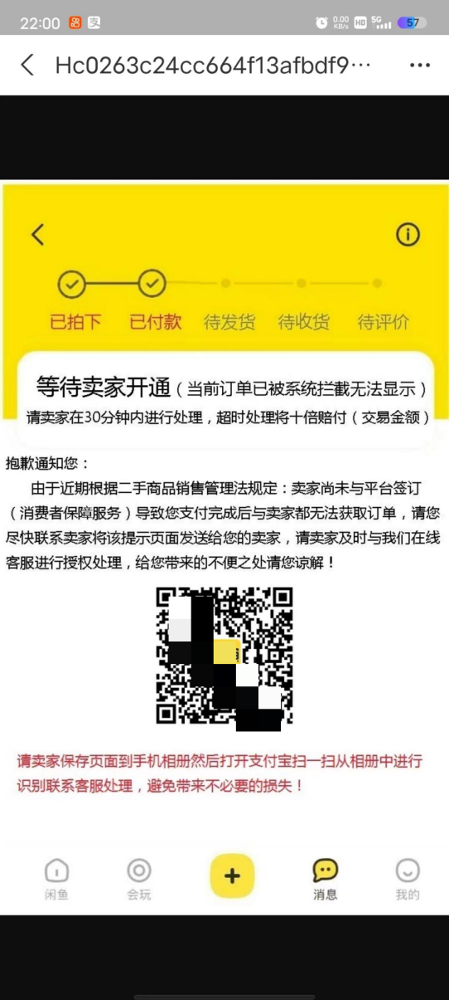 22:00
0.00
KB/s
HD
5G
57
Hc0263c24cc664f13afbdf9…
已拍下 已付款 待发货 待收货 待评价
等待卖家开通（当前订单已被系统拦截无法显示）
请卖家在30分钟内进行处理，超时处理将十倍赔付（交易金额）
抱歉通知您：
由于近期根据二手商品销售管理法规定：卖家尚未与平台签订
（消费者保障服务）导致您支付完成后与卖家都无法获取订单，请您
尽快联系卖家将该提示页面发送给您的卖家，请卖家及时与我们在线
客服进行授权处理，给您带来的不便之处请您谅解！
请卖家保存页面到手机相册然后打开支付宝扫一扫从相册中进行
识别联系客服处理，避免带来不必要的损失！
闲鱼 会玩 消息 我的